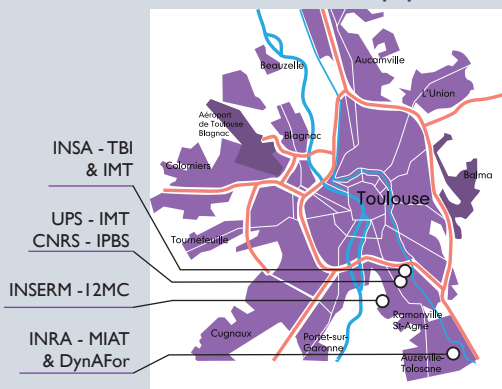 INSA - TBI
& IMT
UPS - IMT
CNRS - IPBS
INSERM -12MC
INRA - MIAT
& DynAFor
Beauzelle
Aucamville
L'Union
Aéroport
de Toulouse
Blagnac
Blagnac
Colomiers
Balma
Toulouse
Tournefeuille
Ramonville
St-Agne
Cugnaux
Portet-sur-
Garonne
Auzeville-
Tolosane